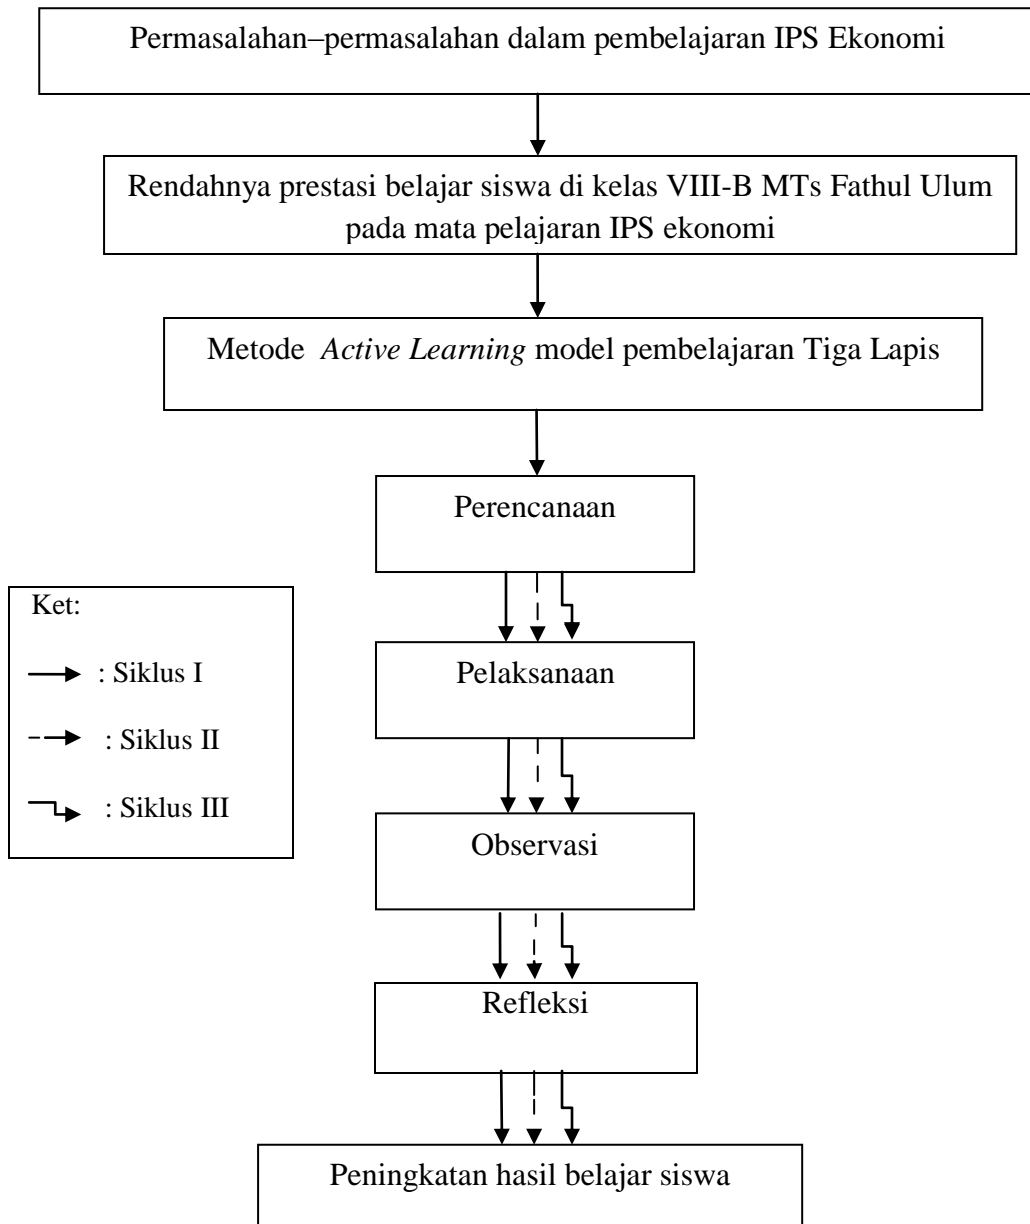 Permasalahan–permasalahan dalam pembelajaran IPS Ekonomi
Rendahnya prestasi belajar siswa di kelas VIII-B MTs Fathul Ulum
pada mata pelajaran IPS ekonomi
Metode Active Learning model pembelajaran Tiga Lapis
Perencanaan
Ket:
: Siklus I
: Siklus II
: Siklus III
Pelaksanaan
Observasi
Refleksi
Peningkatan hasil belajar siswa